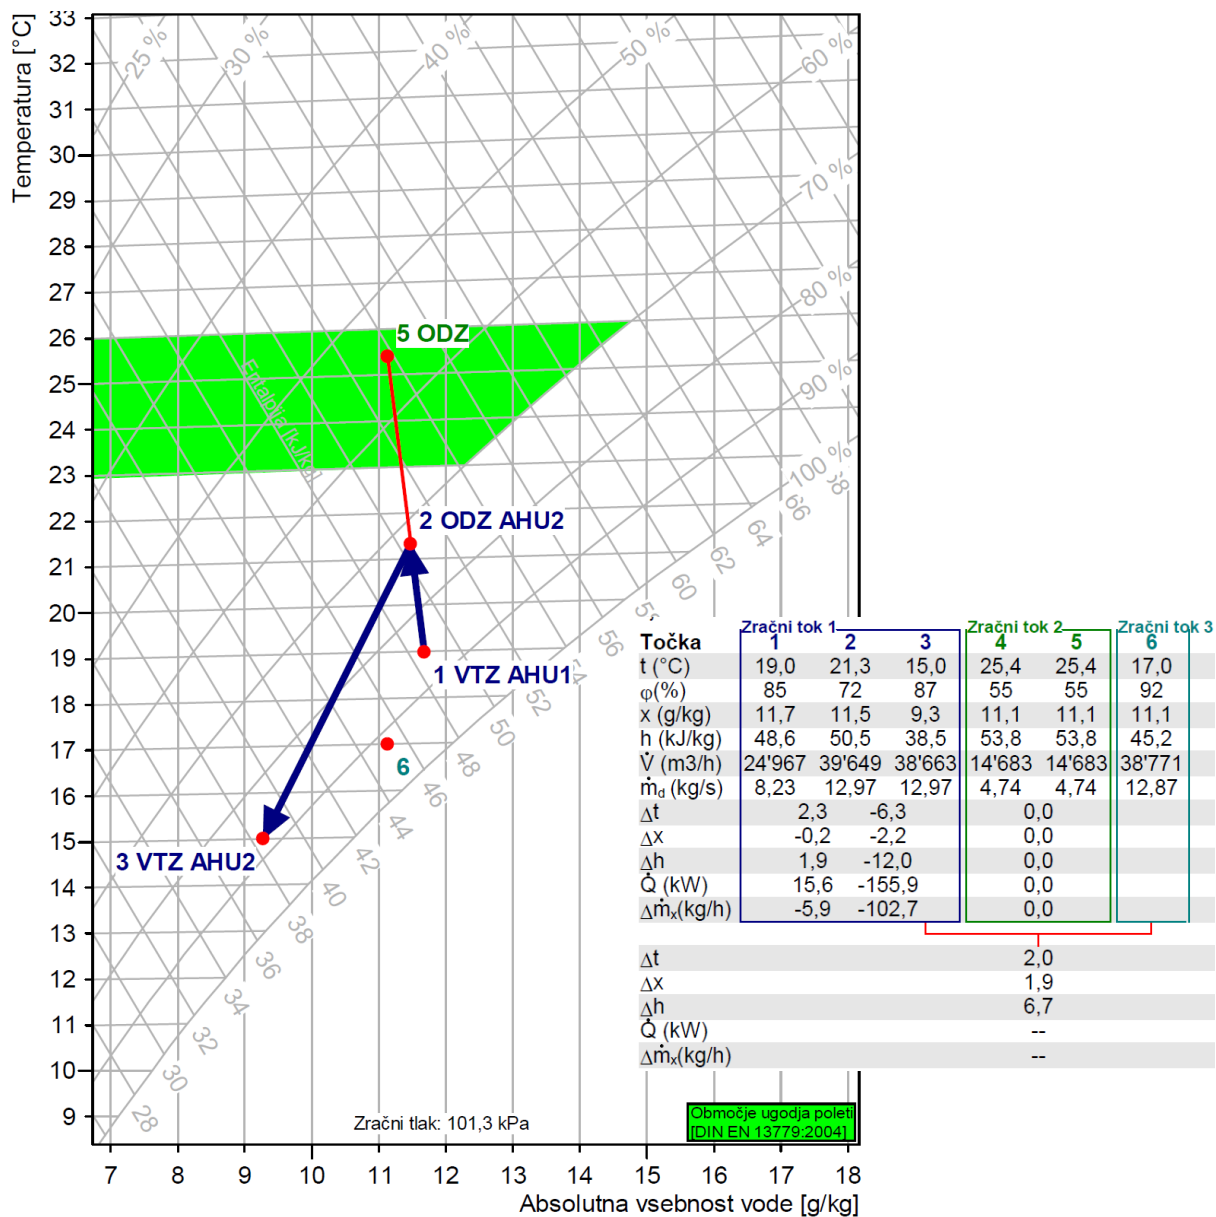 Temperatura [°C]
33
32
31
30
29
28
27
26
25
24
23
22
21
20
19
18
17
16
15
14
13
12
11
10
9
25 %
30 %
40 %
50 %
60 %
70 %
80 %
90 %
100 %
Entalpija [kJ/kg]
68
66
64
62
60
58
56
54
52
50
48
46
44
42
40
38
36
34
32
30
28
5 ODZ
2 ODZ AHU2
1 VTZ AHU1
6
3 VTZ AHU2
Zračni tok 1 Zračni tok 2 Zračni tok 3
Točka 1 2 3 4 5 6
t (°C) 19,0 21,3 15,0 25,4 25,4 17,0
φ(%) 85 72 87 55 55 92
x (g/kg) 11,7 11,5 9,3 11,1 11,1 11,1
h (kJ/kg) 48,6 50,5 38,5 53,8 53,8 45,2
V̇ (m3/h) 24'967 39'649 38'663 14'683 14'683 38'771
ṁd (kg/s) 8,23 12,97 12,97 4,74 4,74 12,87
Δt 2,3 -6,3 0,0
Δx -0,2 -2,2 0,0
Δh 1,9 -12,0 0,0
Q̇ (kW) 15,6 -155,9 0,0
Δṁx(kg/h) -5,9 -102,7 0,0
Δt 2,0
Δx 1,9
Δh 6,7
Q̇ (kW) --
Δṁx(kg/h) --
Zračni tlak: 101,3 kPa
Območje ugodja poleti
[DIN EN 13779:2004]
7 8 9 10 11 12 13 14 15 16 17 18
Absolutna vsebnost vode [g/kg]